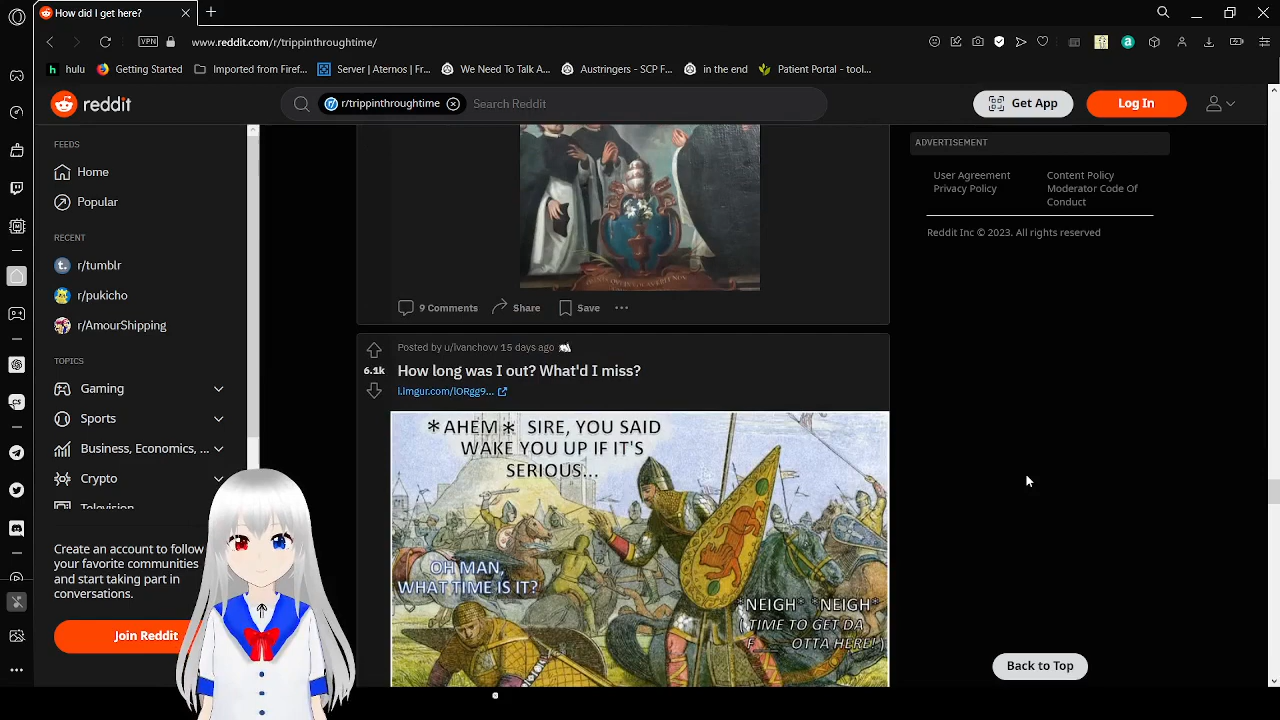 How did I get here?
VPN
www.reddit.com/r/trippinthroughtime/
hulu
Getting Started
Imported from Firef...
Server | Aternos | Fr...
We Need To Talk A...
Austringers - SCP F...
in the end
Patient Portal - tool...
reddit
r/trippinthroughtime
Search Reddit
Get App
Log In
FEEDS
Home
Popular
RECENT
r/tumblr
r/pukicho
r/AmourShipping
TOPICS
Gaming
Sports
Business, Economics, ...
Crypto
Television
Create an account to follow
your favorite communities
and start taking part in
conversations.
Join Reddit
9 Comments
Share
Save
Posted by u/Ivanchovv 15 days ago
6.1k
How long was I out? What'd I miss?
i.imgur.com/lORgg9...
*AHEM* SIRE, YOU SAID
WAKE YOU UP IF IT'S
SERIOUS...
OH MAN,
WHAT TIME IS IT?
*NEIGH* *NEIGH*
( TIME TO GET DA
F___ OTTA HERE! )
ADVERTISEMENT
User Agreement
Privacy Policy
Content Policy
Moderator Code Of
Conduct
Reddit Inc © 2023. All rights reserved
Back to Top